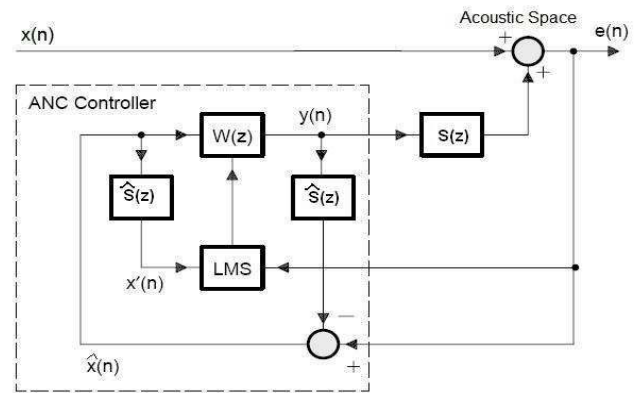 Acoustic Space
x(n)
e(n)
+
+
ANC Controller
y(n)
W(z)
S(z)
Ŝ(z)
Ŝ(z)
LMS
x′(n)
−
x̂(n)
+